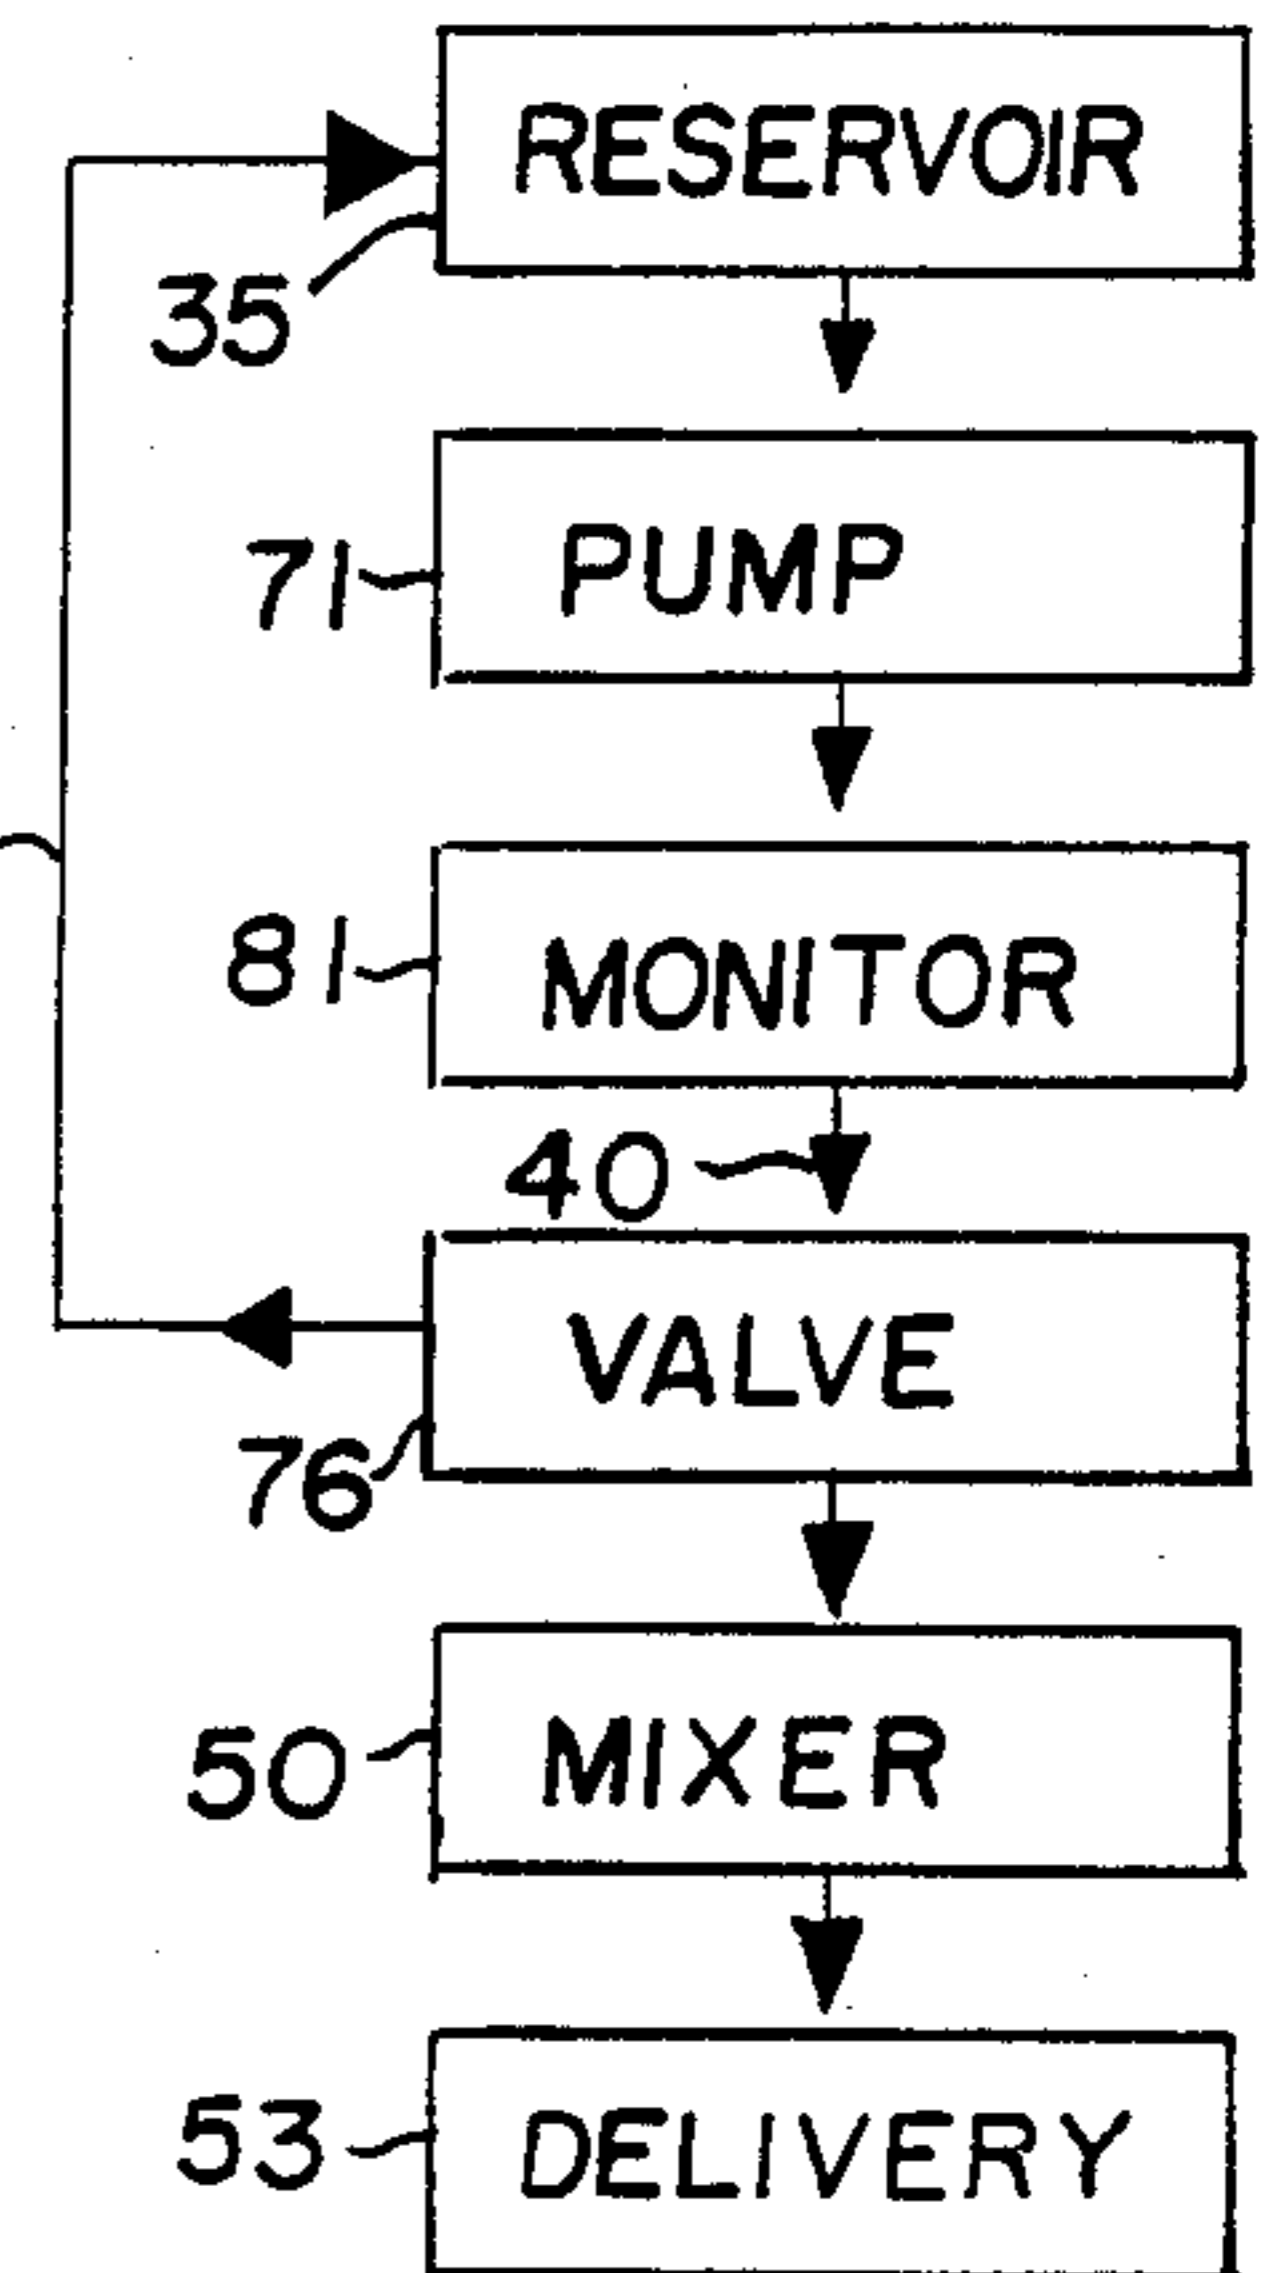 RESERVOIR
35
71 PUMP
81 MONITOR
40
VALVE
76
50 MIXER
53 DELIVERY